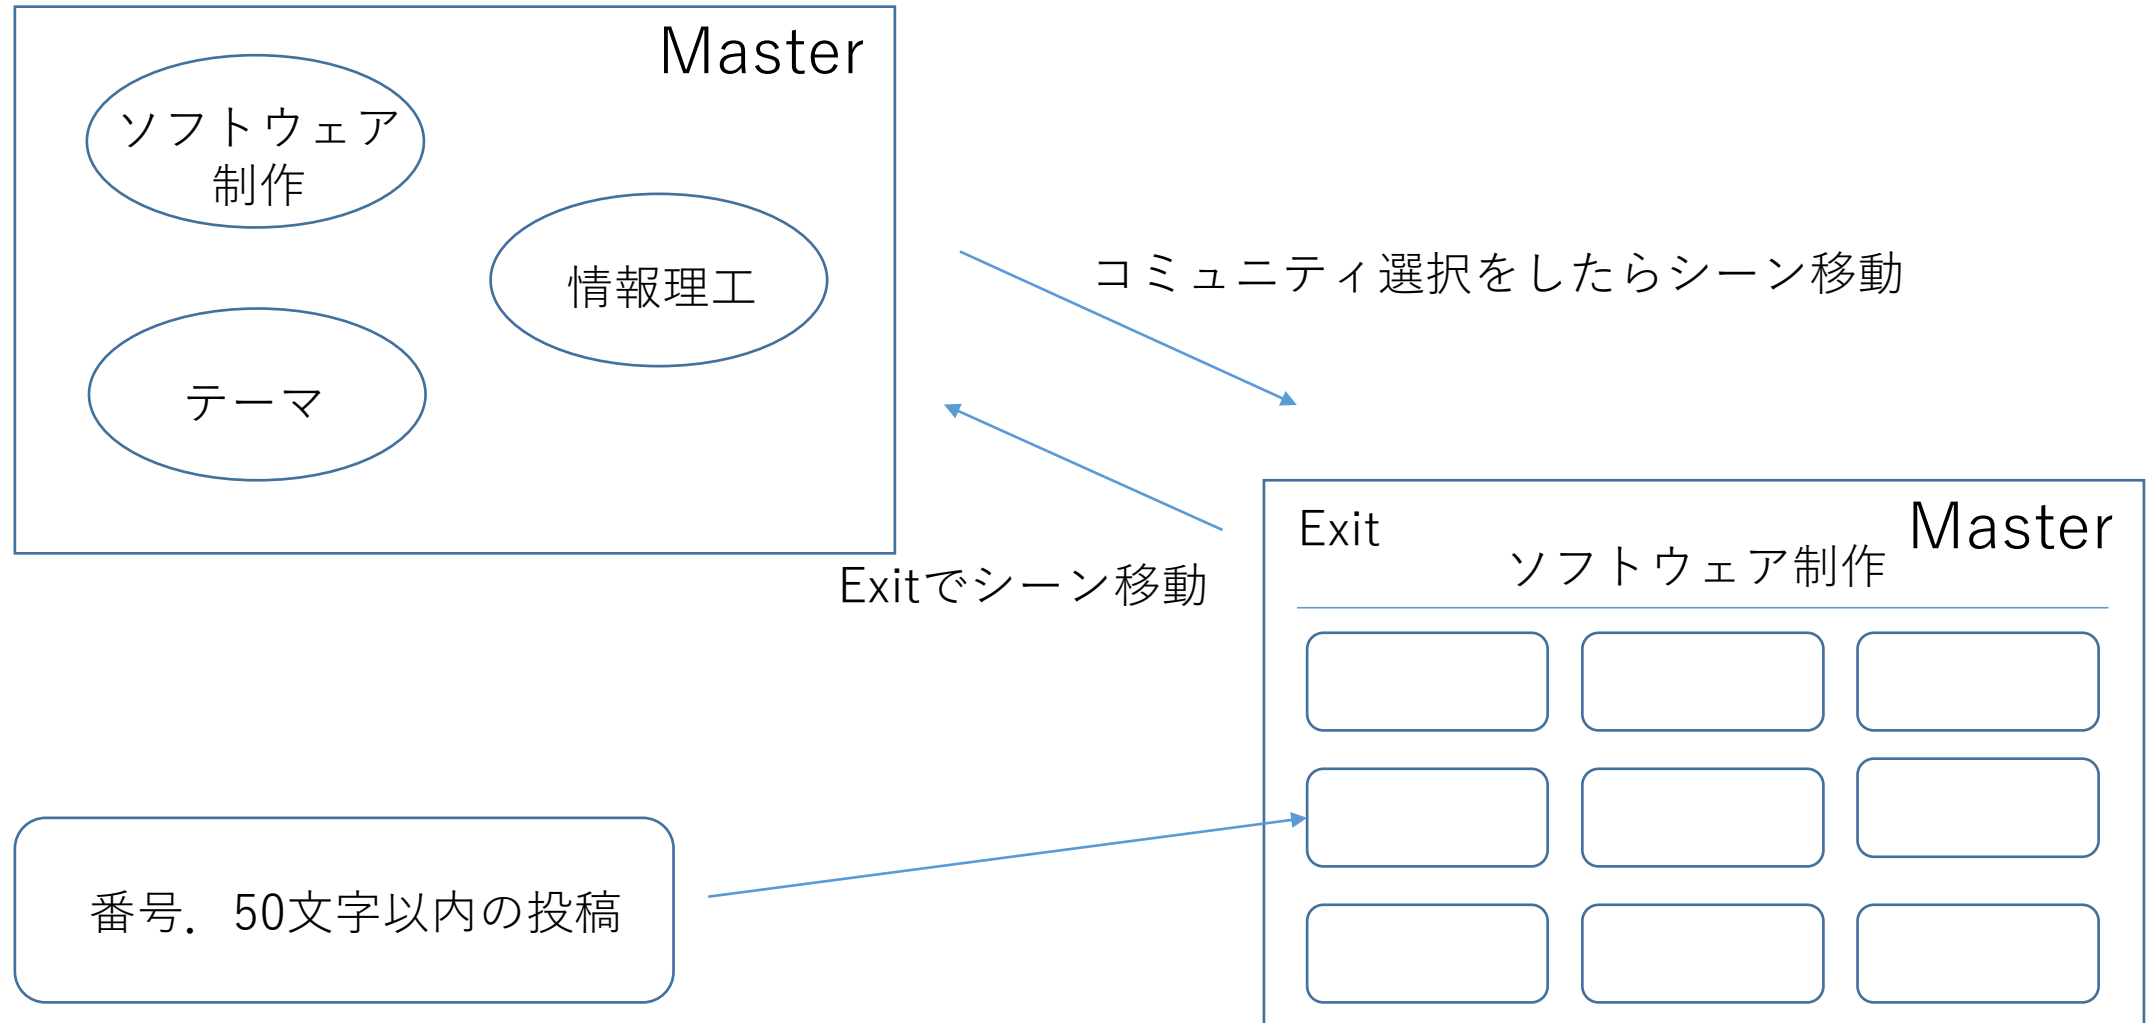 Master
ソフトウェア
制作
情報理工
テーマ
コミュニティ選択をしたらシーン移動
Exitでシーン移動
Exit
Master
ソフトウェア制作
番号．50文字以内の投稿